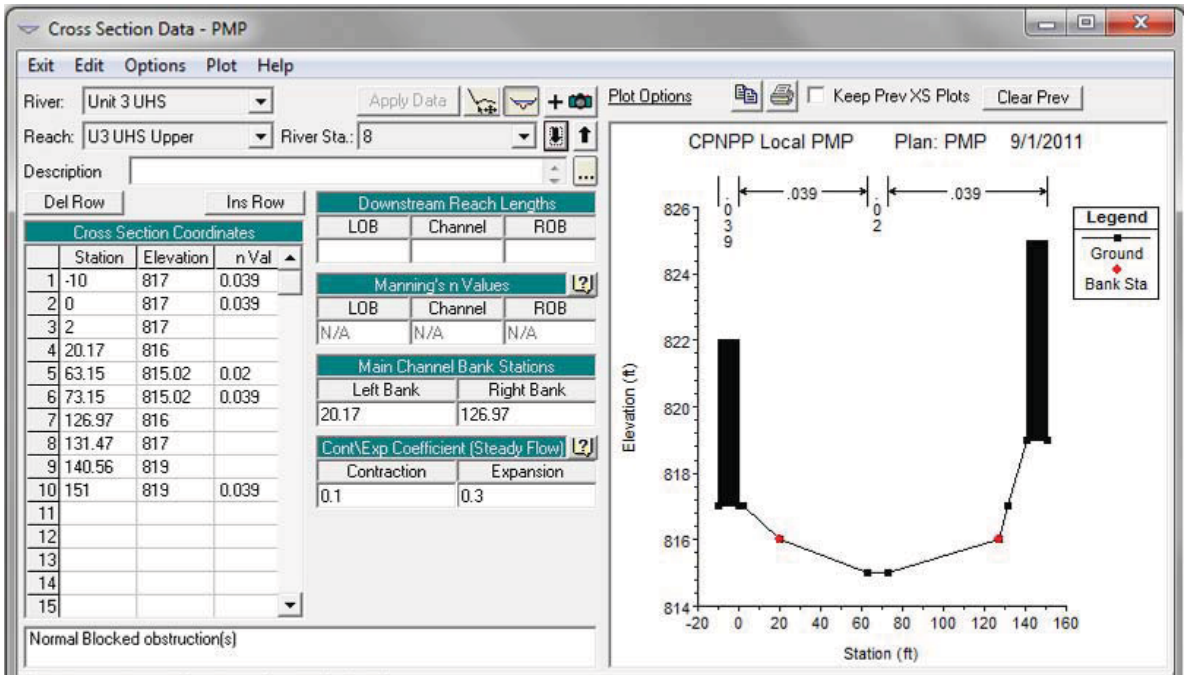 Cross Section Data - PMP
Exit Edit Options Plot Help
River: Unit 3 UHS Apply Data + Plot Options Keep Prev XS Plots Clear Prev
Reach: U3 UHS Upper River Sta.: 8
Description ...
Del Row Ins Row
Cross Section Coordinates
Station Elevation n Val
1 -10 817 0.039
2 0 817 0.039
3 2 817
4 20.17 816
5 63.15 815.02 0.02
6 73.15 815.02 0.039
7 126.97 816
8 131.47 817
9 140.56 819
10 151 819 0.039
11
12
13
14
15
Downstream Reach Lengths
LOB Channel ROB
Manning's n Values
LOB Channel ROB
N/A N/A N/A
Main Channel Bank Stations
Left Bank Right Bank
20.17 126.97
Cont\Exp Coefficient (Steady Flow)
Contraction Expansion
0.1 0.3
Normal Blocked obstruction(s)
CPNPP Local PMP Plan: PMP 9/1/2011
.039 .039 .02 .039
Legend
Ground
Bank Sta
Elevation (ft)
826
824
822
820
818
816
814
-20 0 20 40 60 80 100 120 140 160
Station (ft)